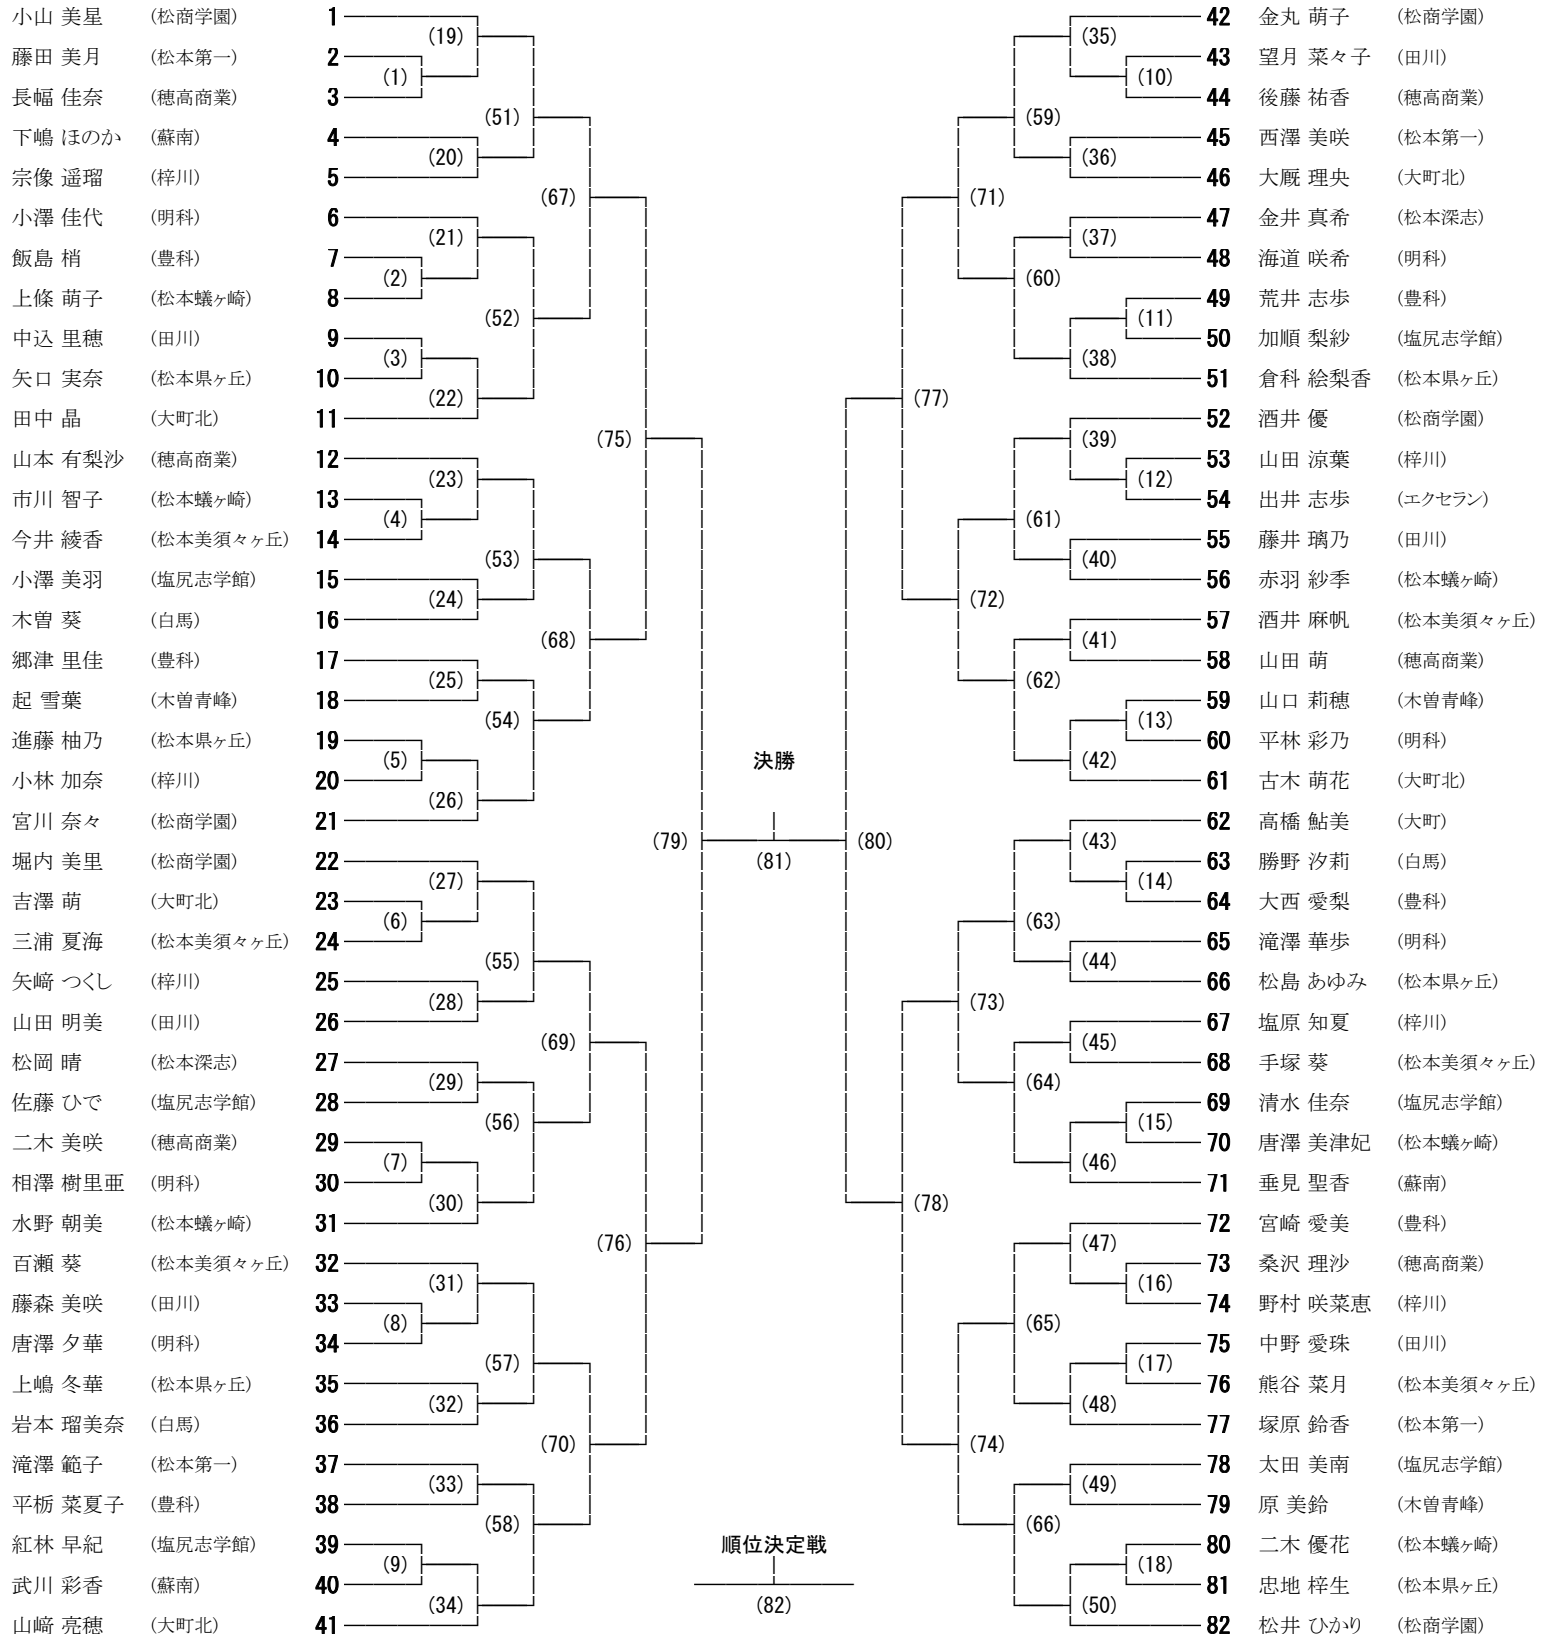 小山 美星 (松商学園) 1
(19)
藤田 美月 (松本第一) 2
(1)
長幅 佳奈 (穂高商業) 3
(51)
下嶋 ほのか (蘇南) 4
(20)
宗像 遥瑠 (梓川) 5
(67)
小澤 佳代 (明科) 6
(21)
飯島 梢 (豊科) 7
(2)
上條 萌子 (松本蟻ヶ崎) 8
(52)
中込 里穂 (田川) 9
(3)
矢口 実奈 (松本県ヶ丘) 10
(22)
田中 晶 (大町北) 11
(75)
山本 有梨沙 (穂高商業) 12
(23)
市川 智子 (松本蟻ヶ崎) 13
(4)
今井 綾香 (松本美須々ヶ丘) 14
(53)
小澤 美羽 (塩尻志学館) 15
(24)
木曽 葵 (白馬) 16
(68)
郷津 里佳 (豊科) 17
(25)
起 雪葉 (木曽青峰) 18
(54)
進藤 柚乃 (松本県ヶ丘) 19
(5)
小林 加奈 (梓川) 20
(26)
宮川 奈々 (松商学園) 21
(79)
堀内 美里 (松商学園) 22
(27)
吉澤 萌 (大町北) 23
(6)
三浦 夏海 (松本美須々ヶ丘) 24
(55)
矢﨑 つくし (梓川) 25
(28)
山田 明美 (田川) 26
(69)
松岡 晴 (松本深志) 27
(29)
佐藤 ひで (塩尻志学館) 28
(56)
二木 美咲 (穂高商業) 29
(7)
相澤 樹里亜 (明科) 30
(30)
水野 朝美 (松本蟻ヶ崎) 31
(76)
百瀬 葵 (松本美須々ヶ丘) 32
(31)
藤森 美咲 (田川) 33
(8)
唐澤 夕華 (明科) 34
(57)
上嶋 冬華 (松本県ヶ丘) 35
(32)
岩本 瑠美奈 (白馬) 36
(70)
滝澤 範子 (松本第一) 37
(33)
平栃 菜夏子 (豊科) 38
(58)
紅林 早紀 (塩尻志学館) 39
(9)
武川 彩香 (蘇南) 40
(34)
山﨑 亮穂 (大町北) 41
決勝
(81)
順位決定戦
(82)
42 金丸 萌子 (松商学園)
(35)
43 望月 菜々子 (田川)
(10)
44 後藤 祐香 (穂高商業)
(59)
45 西澤 美咲 (松本第一)
(36)
46 大厩 理央 (大町北)
(71)
47 金井 真希 (松本深志)
(37)
48 海道 咲希 (明科)
(60)
49 荒井 志歩 (豊科)
(11)
50 加順 梨紗 (塩尻志学館)
(38)
51 倉科 絵梨香 (松本県ヶ丘)
(77)
52 酒井 優 (松商学園)
(39)
53 山田 涼葉 (梓川)
(12)
54 出井 志歩 (エクセラン)
(61)
55 藤井 璃乃 (田川)
(40)
56 赤羽 紗季 (松本蟻ヶ崎)
(72)
57 酒井 麻帆 (松本美須々ヶ丘)
(41)
58 山田 萌 (穂高商業)
(62)
59 山口 莉穂 (木曽青峰)
(13)
60 平林 彩乃 (明科)
(42)
61 古木 萌花 (大町北)
(80)
62 高橋 鮎美 (大町)
(43)
63 勝野 汐莉 (白馬)
(14)
64 大西 愛梨 (豊科)
(63)
65 滝澤 華歩 (明科)
(44)
66 松島 あゆみ (松本県ヶ丘)
(73)
67 塩原 知夏 (梓川)
(45)
68 手塚 葵 (松本美須々ヶ丘)
(64)
69 清水 佳奈 (塩尻志学館)
(15)
70 唐澤 美津妃 (松本蟻ヶ崎)
(46)
71 垂見 聖香 (蘇南)
(78)
72 宮崎 愛美 (豊科)
(47)
73 桑沢 理沙 (穂高商業)
(16)
74 野村 咲菜恵 (梓川)
(65)
75 中野 愛珠 (田川)
(17)
76 熊谷 菜月 (松本美須々ヶ丘)
(48)
77 塚原 鈴香 (松本第一)
(74)
78 太田 美南 (塩尻志学館)
(49)
79 原 美鈴 (木曽青峰)
(66)
80 二木 優花 (松本蟻ヶ崎)
(18)
81 忠地 梓生 (松本県ヶ丘)
(50)
82 松井 ひかり (松商学園)